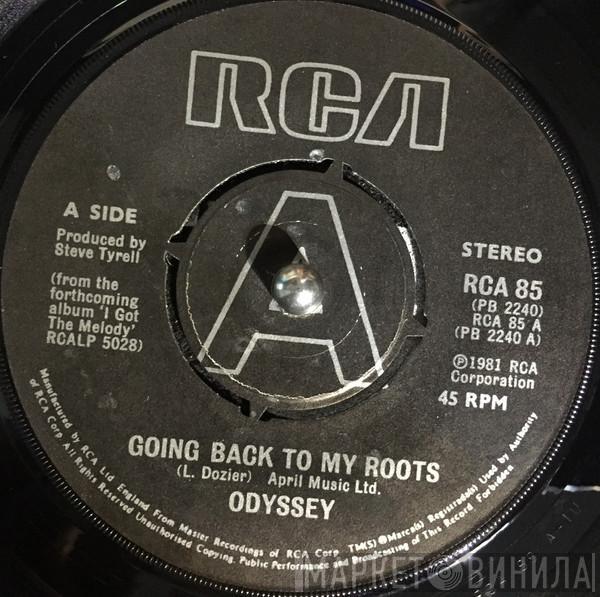 RCA
A SIDE
Produced by
Steve Tyrell
(from the
forthcoming
album 'I Got
The Melody'
RCALP 5028)
A
STEREO
RCA 85
(PB 2240)
RCA 85 A
(PB 2240 A)
Ⓟ1981 RCA
Corporation
45 RPM
GOING BACK TO MY ROOTS
(L. Dozier) April Music Ltd.
ODYSSEY
Manufactured by RCA Ltd England From Master Recordings of RCA Corp. TM(S) ®Marca(s) Registrada(s) Used by Authority
of RCA Corp All Rights Reserved Unauthorised Copying, Public Performance and Broadcasting of This Record Forbidden
МАРКЕТ ВИНИЛА